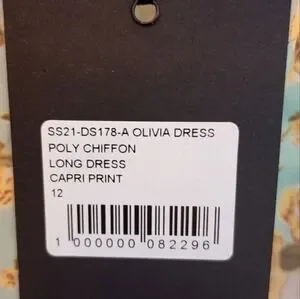 SS21-DS178-A OLIVIA DRESS
POLY CHIFFON
LONG DRESS
CAPRI PRINT
12
1 000000 082296